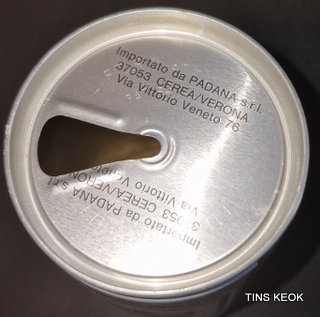 Importato da PADANA s.r.l.
37053 CEREA/VERONA
Via Vittorio Veneto 76
Importato da PADANA s.r.l.
37053 CEREA/VERONA
Via Vittorio Vene
TINS KEOK